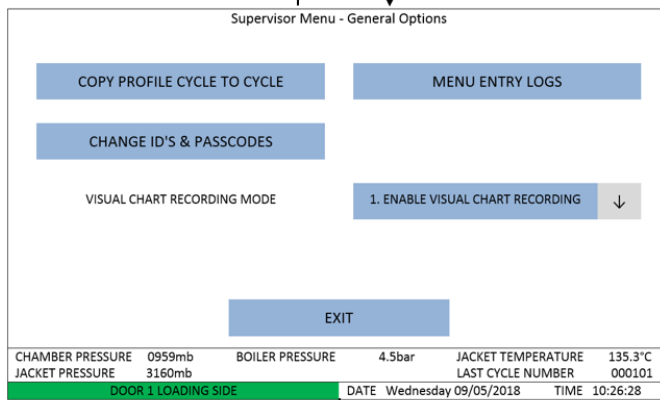 Supervisor Menu - General Options
COPY PROFILE CYCLE TO CYCLE
MENU ENTRY LOGS
CHANGE ID'S & PASSCODES
VISUAL CHART RECORDING MODE
1. ENABLE VISUAL CHART RECORDING ↓
EXIT
CHAMBER PRESSURE 0959mb BOILER PRESSURE 4.5bar JACKET TEMPERATURE 135.3°C
JACKET PRESSURE 3160mb LAST CYCLE NUMBER 000101
DOOR 1 LOADING SIDE DATE Wednesday 09/05/2018 TIME 10:26:28